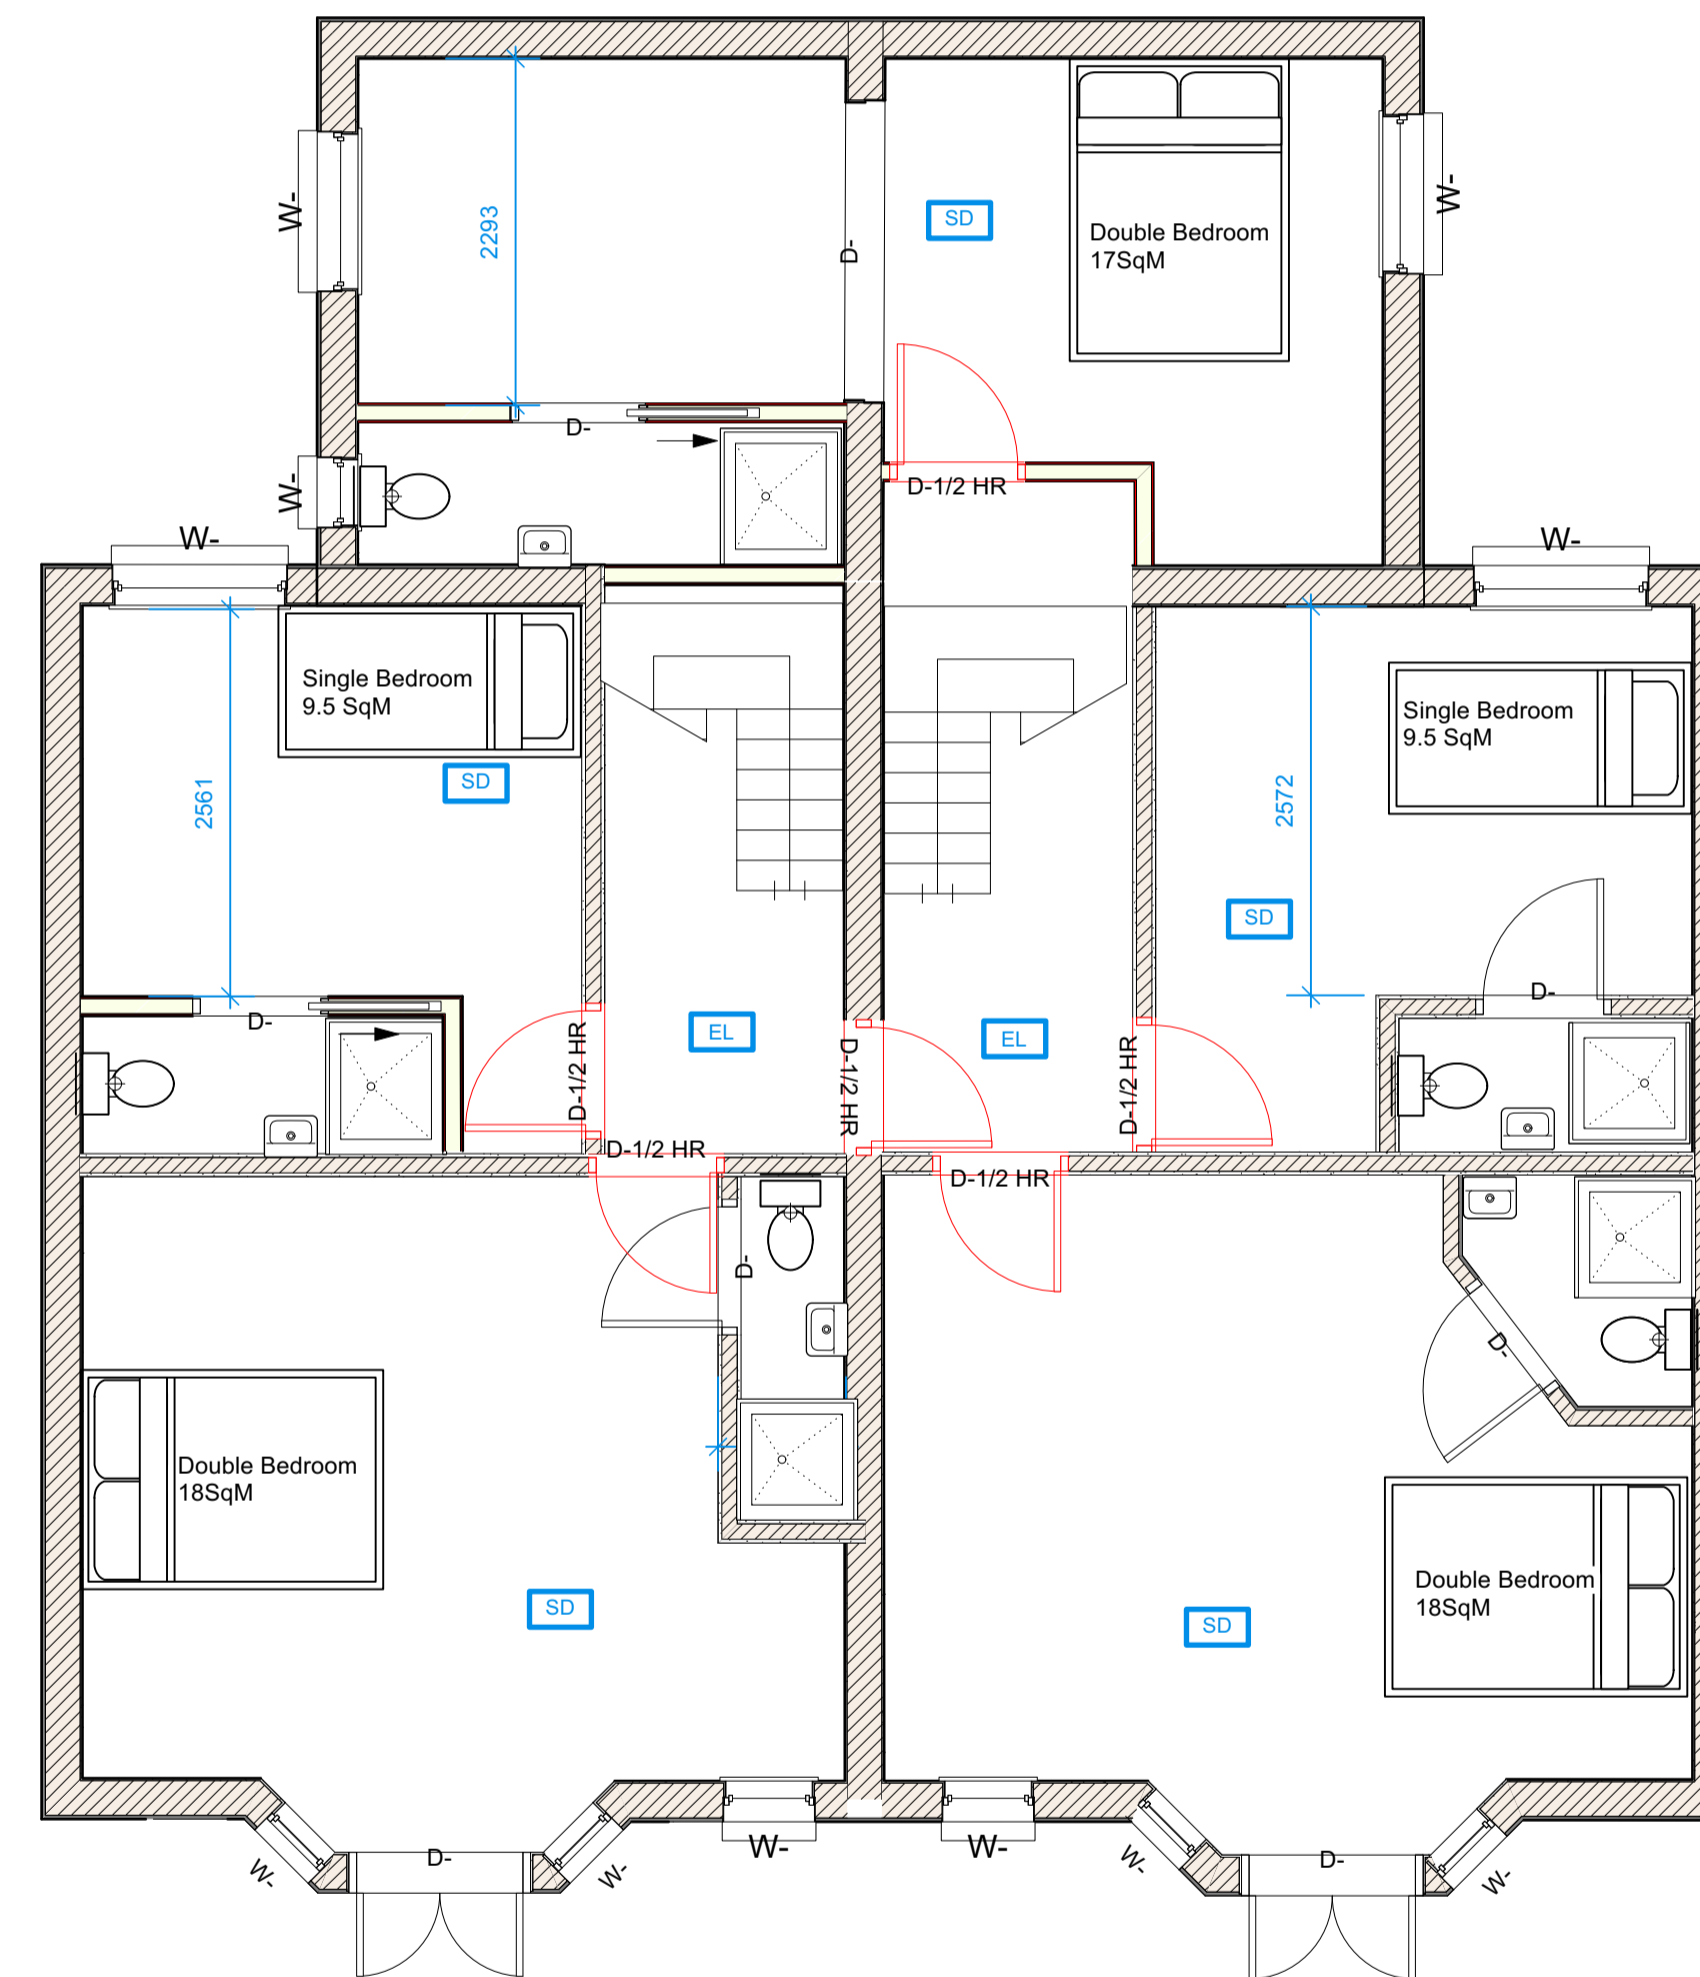 W-
2293
D-
SD
Double Bedroom
17SqM
W-
D-
W-
D-1/2 HR
W-
W-
Single Bedroom
9.5 SqM
SD
2561
Single Bedroom
9.5 SqM
2572
SD
D-
D-
EL
EL
D-1/2 HR
D-1/2 HR
D-1/2 HR
D-1/2 HR
D-1/2 HR
D-
D-
Double Bedroom
18SqM
SD
Double Bedroom
18SqM
SD
W-
D-
W-
W-
W-
W-
D-
W-